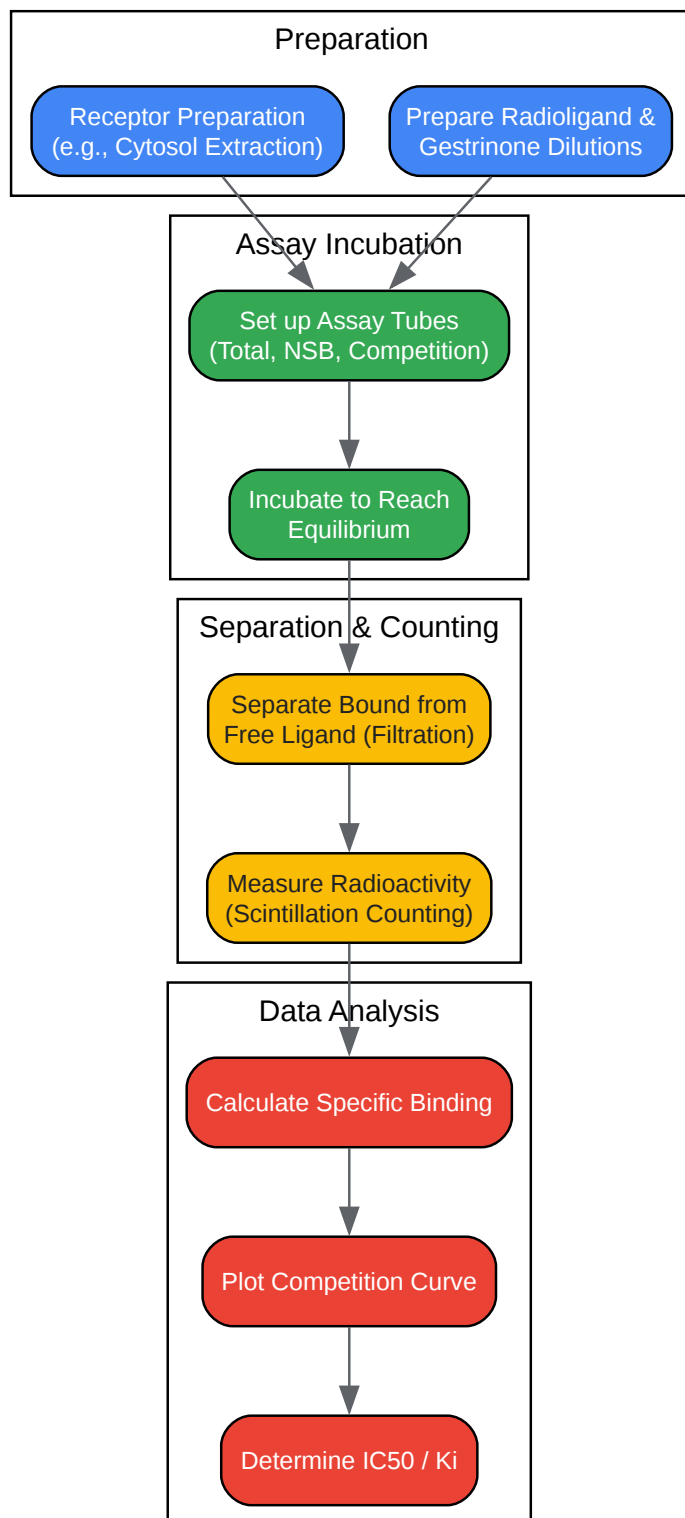 Preparation
Receptor Preparation
(e.g., Cytosol Extraction)
Prepare Radioligand &
Gestrinone Dilutions
Assay Incubation
Set up Assay Tubes
(Total, NSB, Competition)
Incubate to Reach
Equilibrium
Separation & Counting
Separate Bound from
Free Ligand (Filtration)
Measure Radioactivity
(Scintillation Counting)
Data Analysis
Calculate Specific Binding
Plot Competition Curve
Determine IC50 / Ki